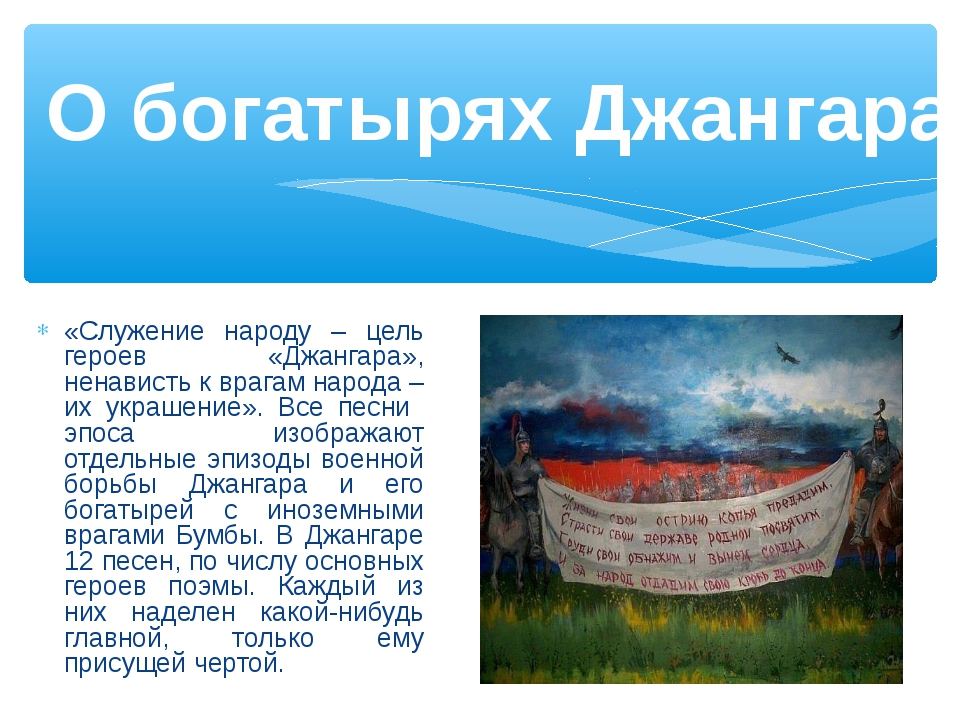 О богатырях Джангара
«Служение народу – цель
героев «Джангара»,
ненависть к врагам народа –
их украшение». Все песни
эпоса изображают
отдельные эпизоды военной
борьбы Джангара и его
богатырей с иноземными
врагами Бумбы. В Джангаре
12 песен, по числу основных
героев поэмы. Каждый из
них наделен какой-нибудь
главной, только ему
присущей чертой.
Жизни свои острию копья предадим,
Страсти свои державе родной посвятим
Груди свои обнажим и вынем сердца.
И за народ отдадим свою кровь до конца.